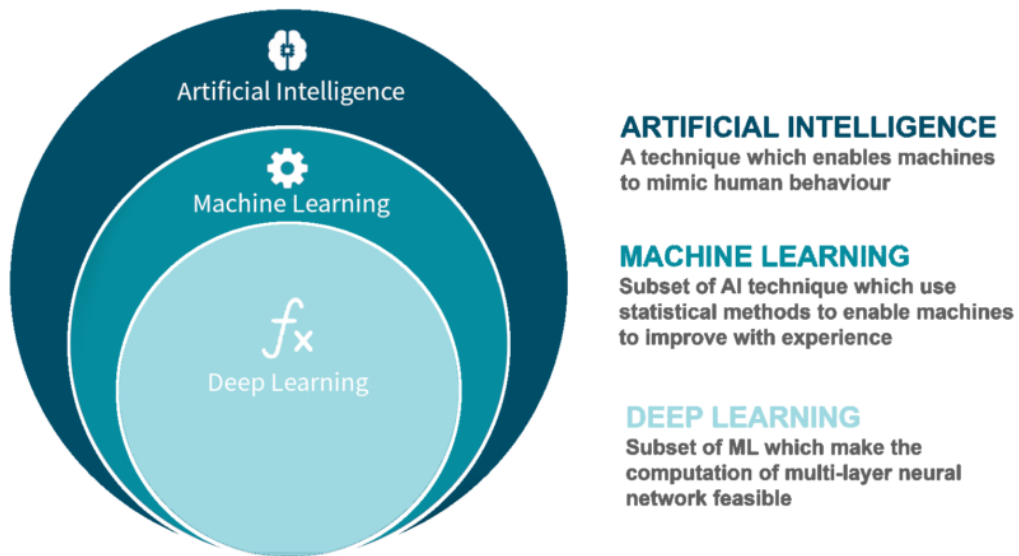 Artificial Intelligence
Machine Learning
fx
Deep Learning
ARTIFICIAL INTELLIGENCE
A technique which enables machines
to mimic human behaviour
MACHINE LEARNING
Subset of AI technique which use
statistical methods to enable machines
to improve with experience
DEEP LEARNING
Subset of ML which make the
computation of multi-layer neural
network feasible